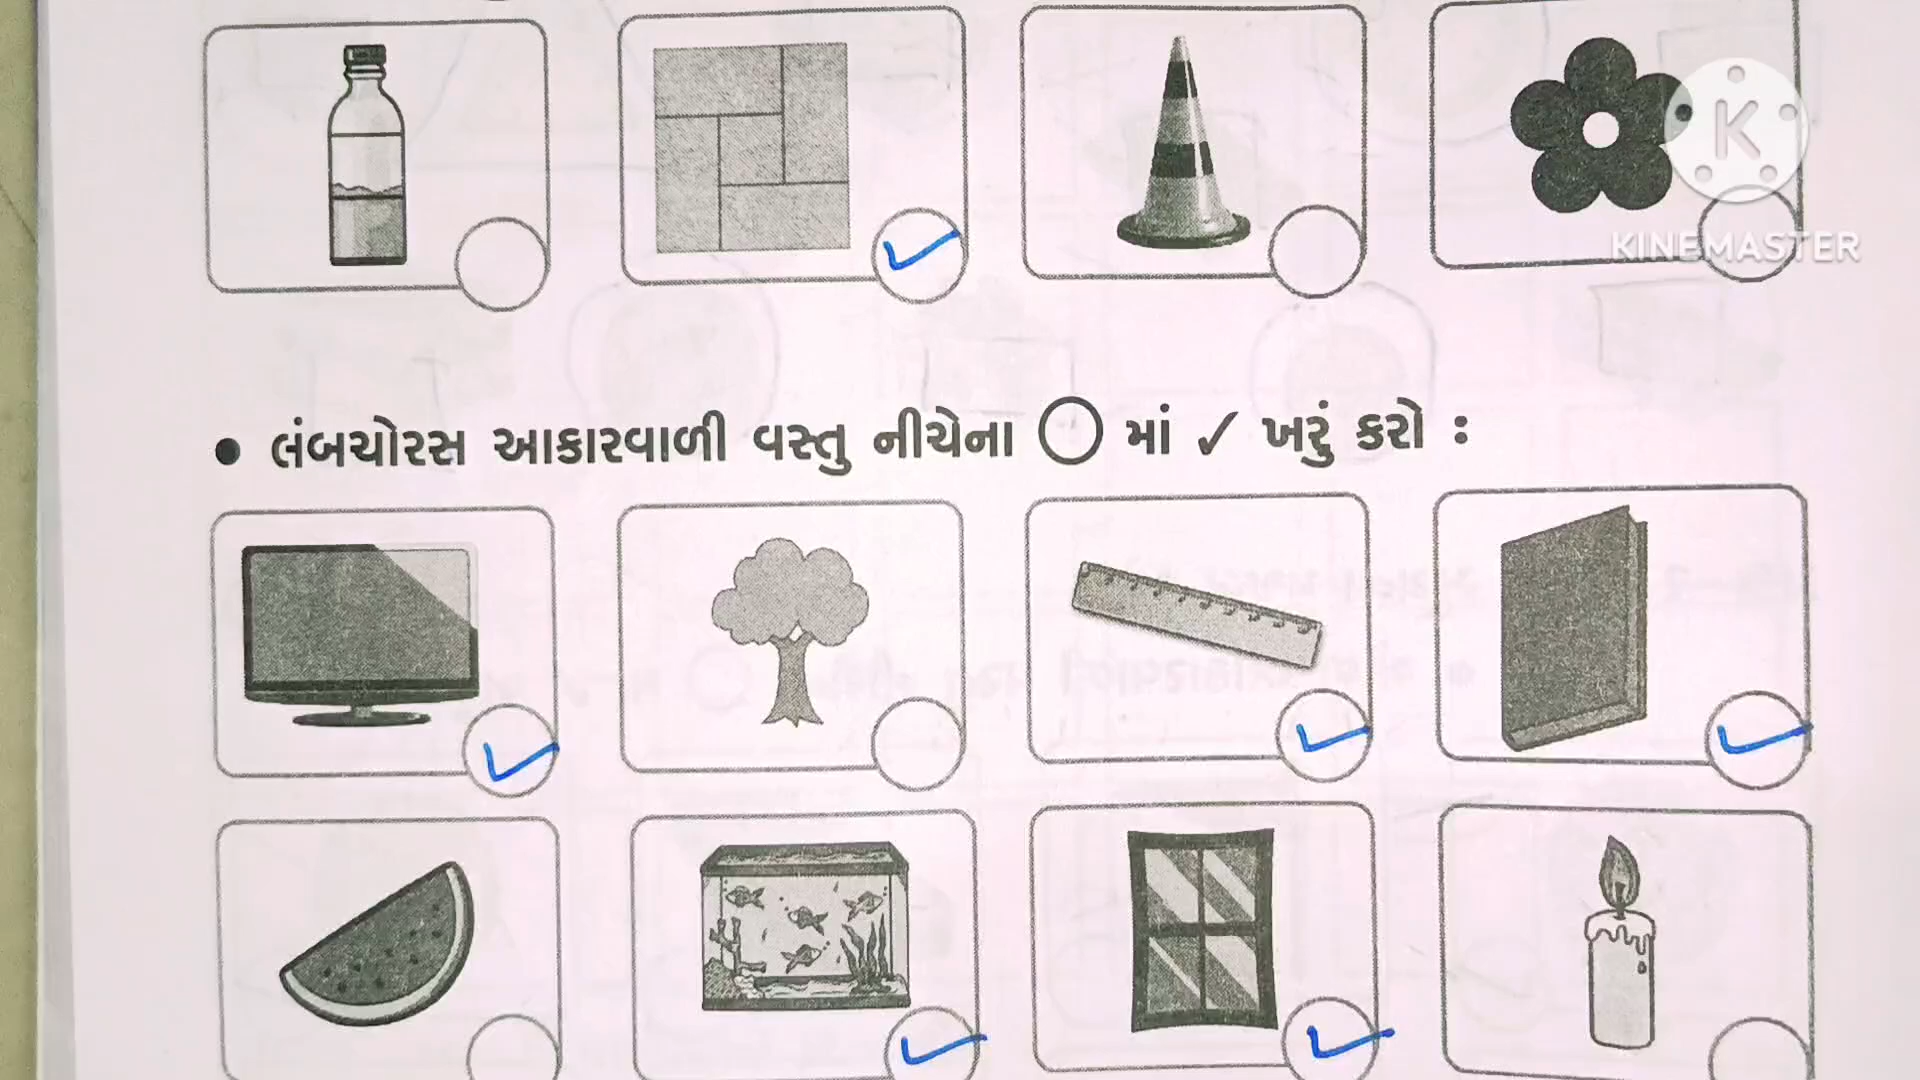 K
KINEMASTER
● લંબચોરસ આકારવાળી વસ્તુ નીચેના ◯ માં ✓ ખરું કરો :